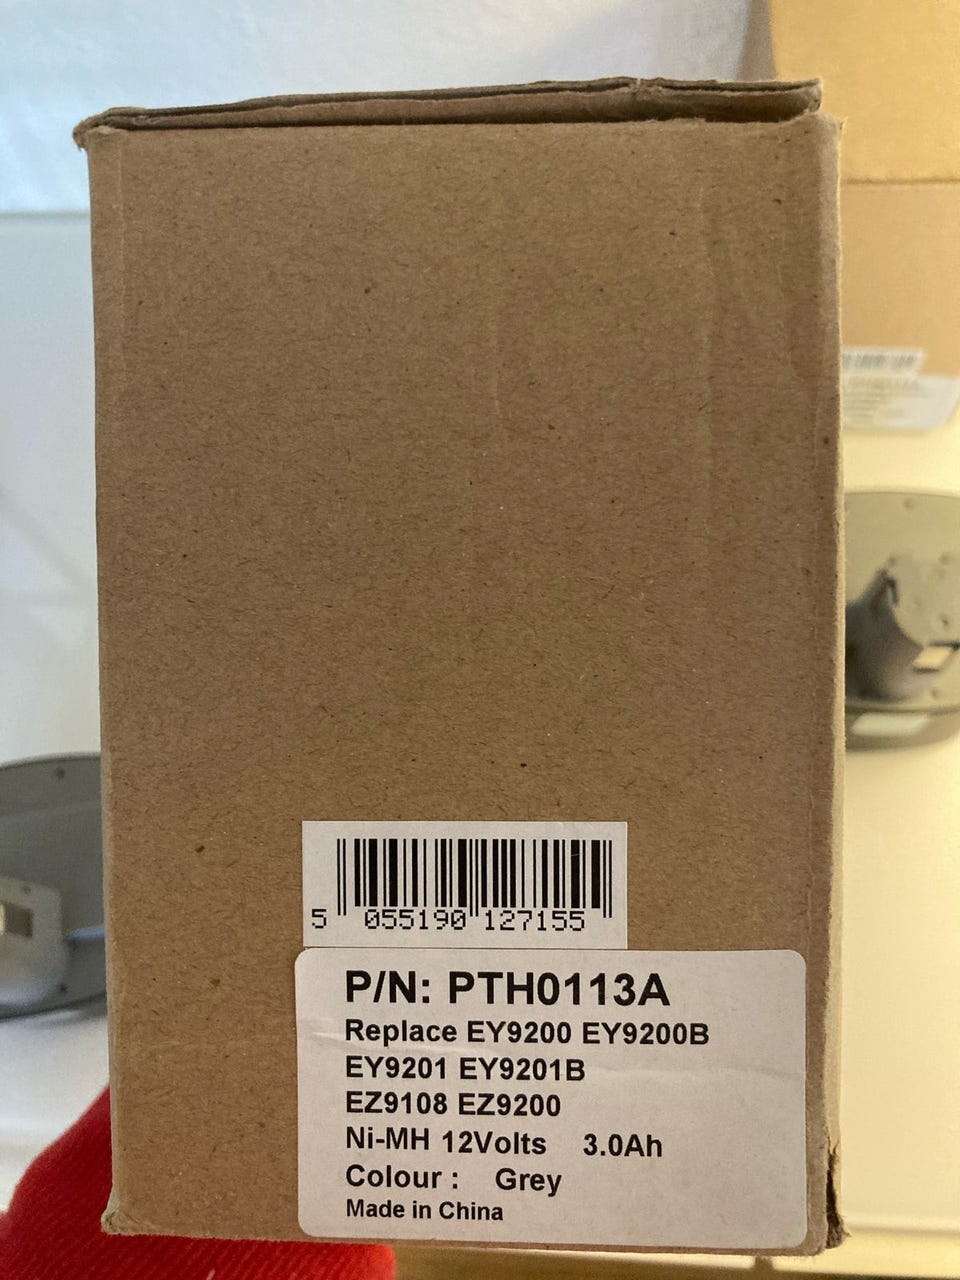 5 055190 127155
P/N: PTH0113A
Replace EY9200 EY9200B
EY9201 EY9201B
EZ9108 EZ9200
Ni-MH 12Volts 3.0Ah
Colour : Grey
Made in China